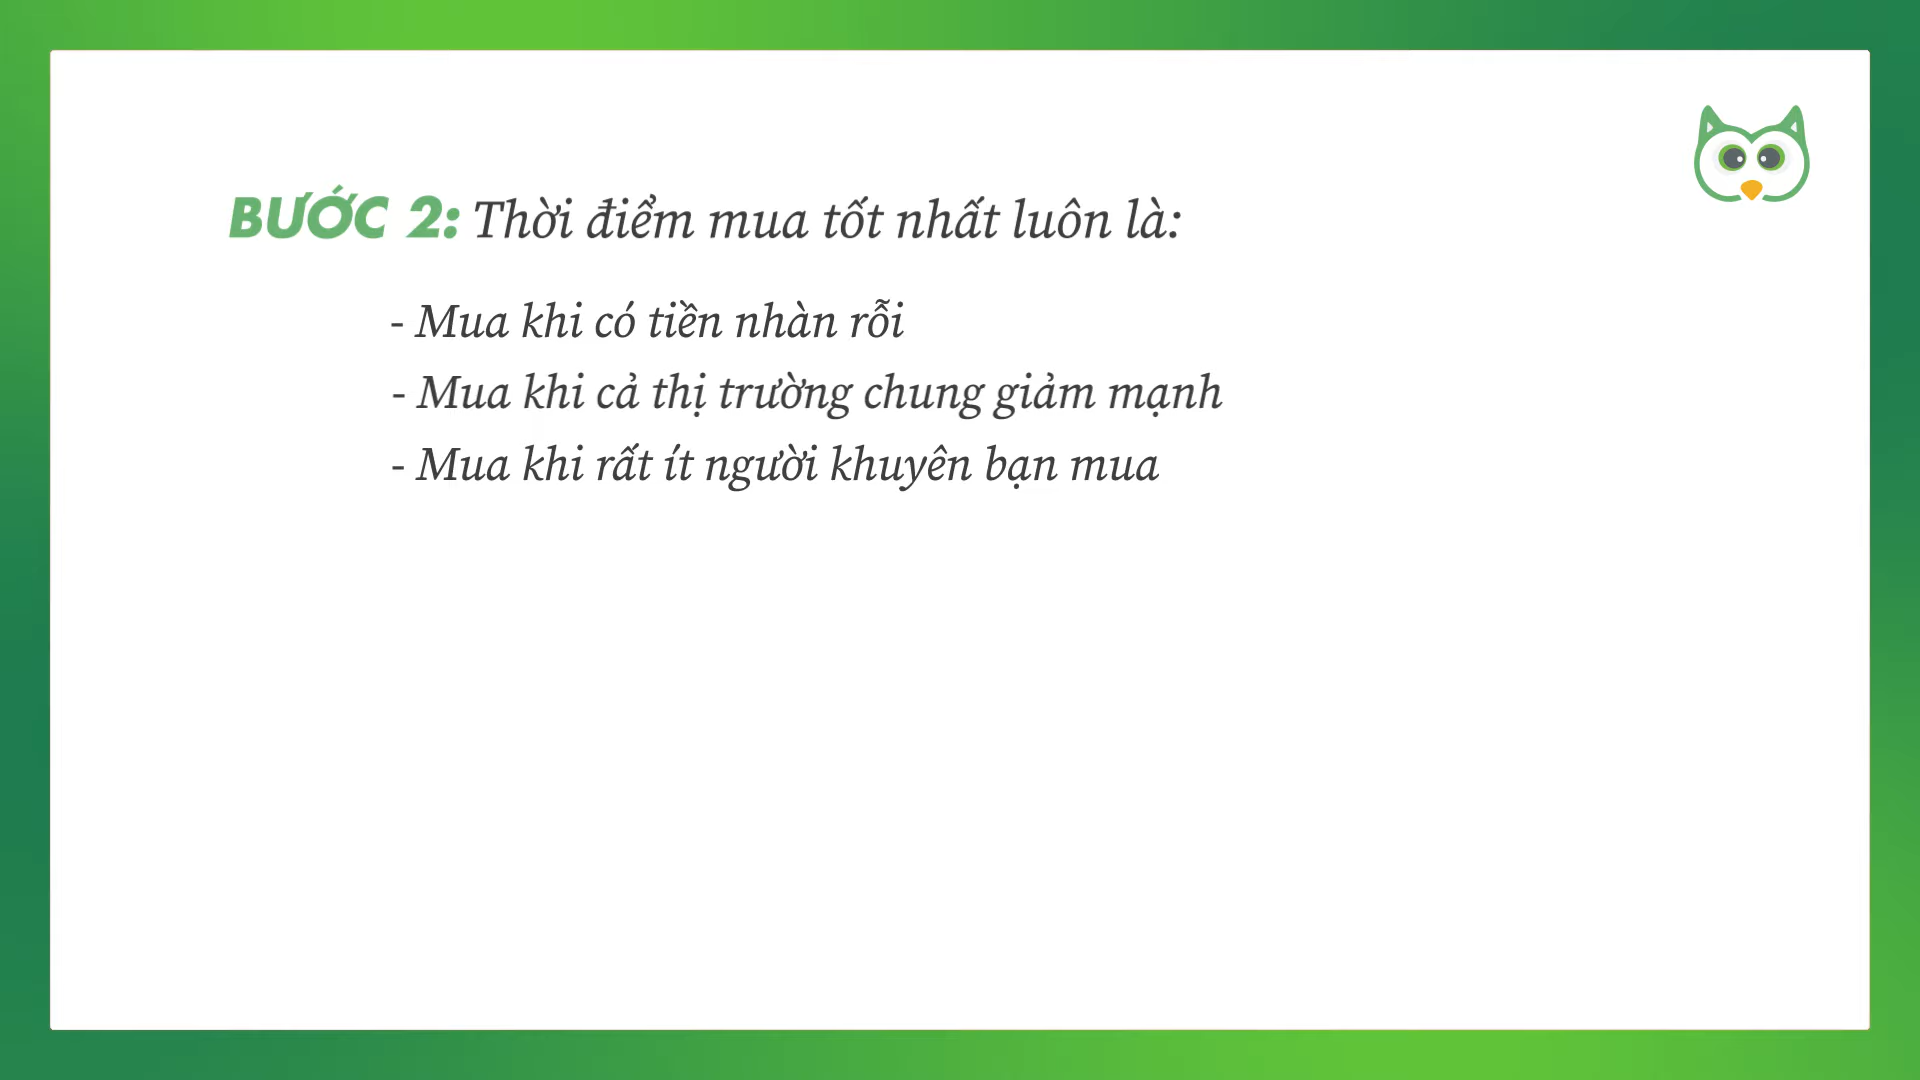 BƯỚC 2: Thời điểm mua tốt nhất luôn là:
- Mua khi có tiền nhàn rỗi
- Mua khi cả thị trường chung giảm mạnh
- Mua khi rất ít người khuyên bạn mua